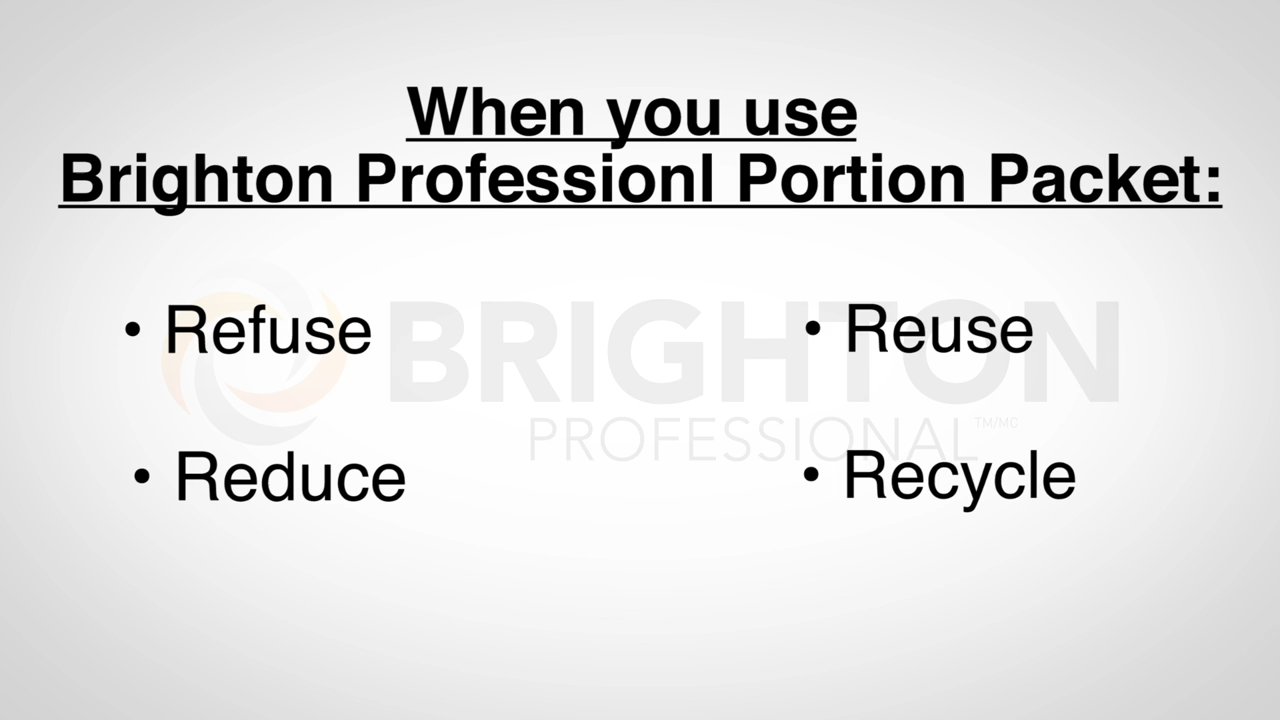 When you use
Brighton Professionl Portion Packet:
• Refuse
• Reuse
BRIGHTON
PROFESSIONAL TM/MC
• Reduce
• Recycle